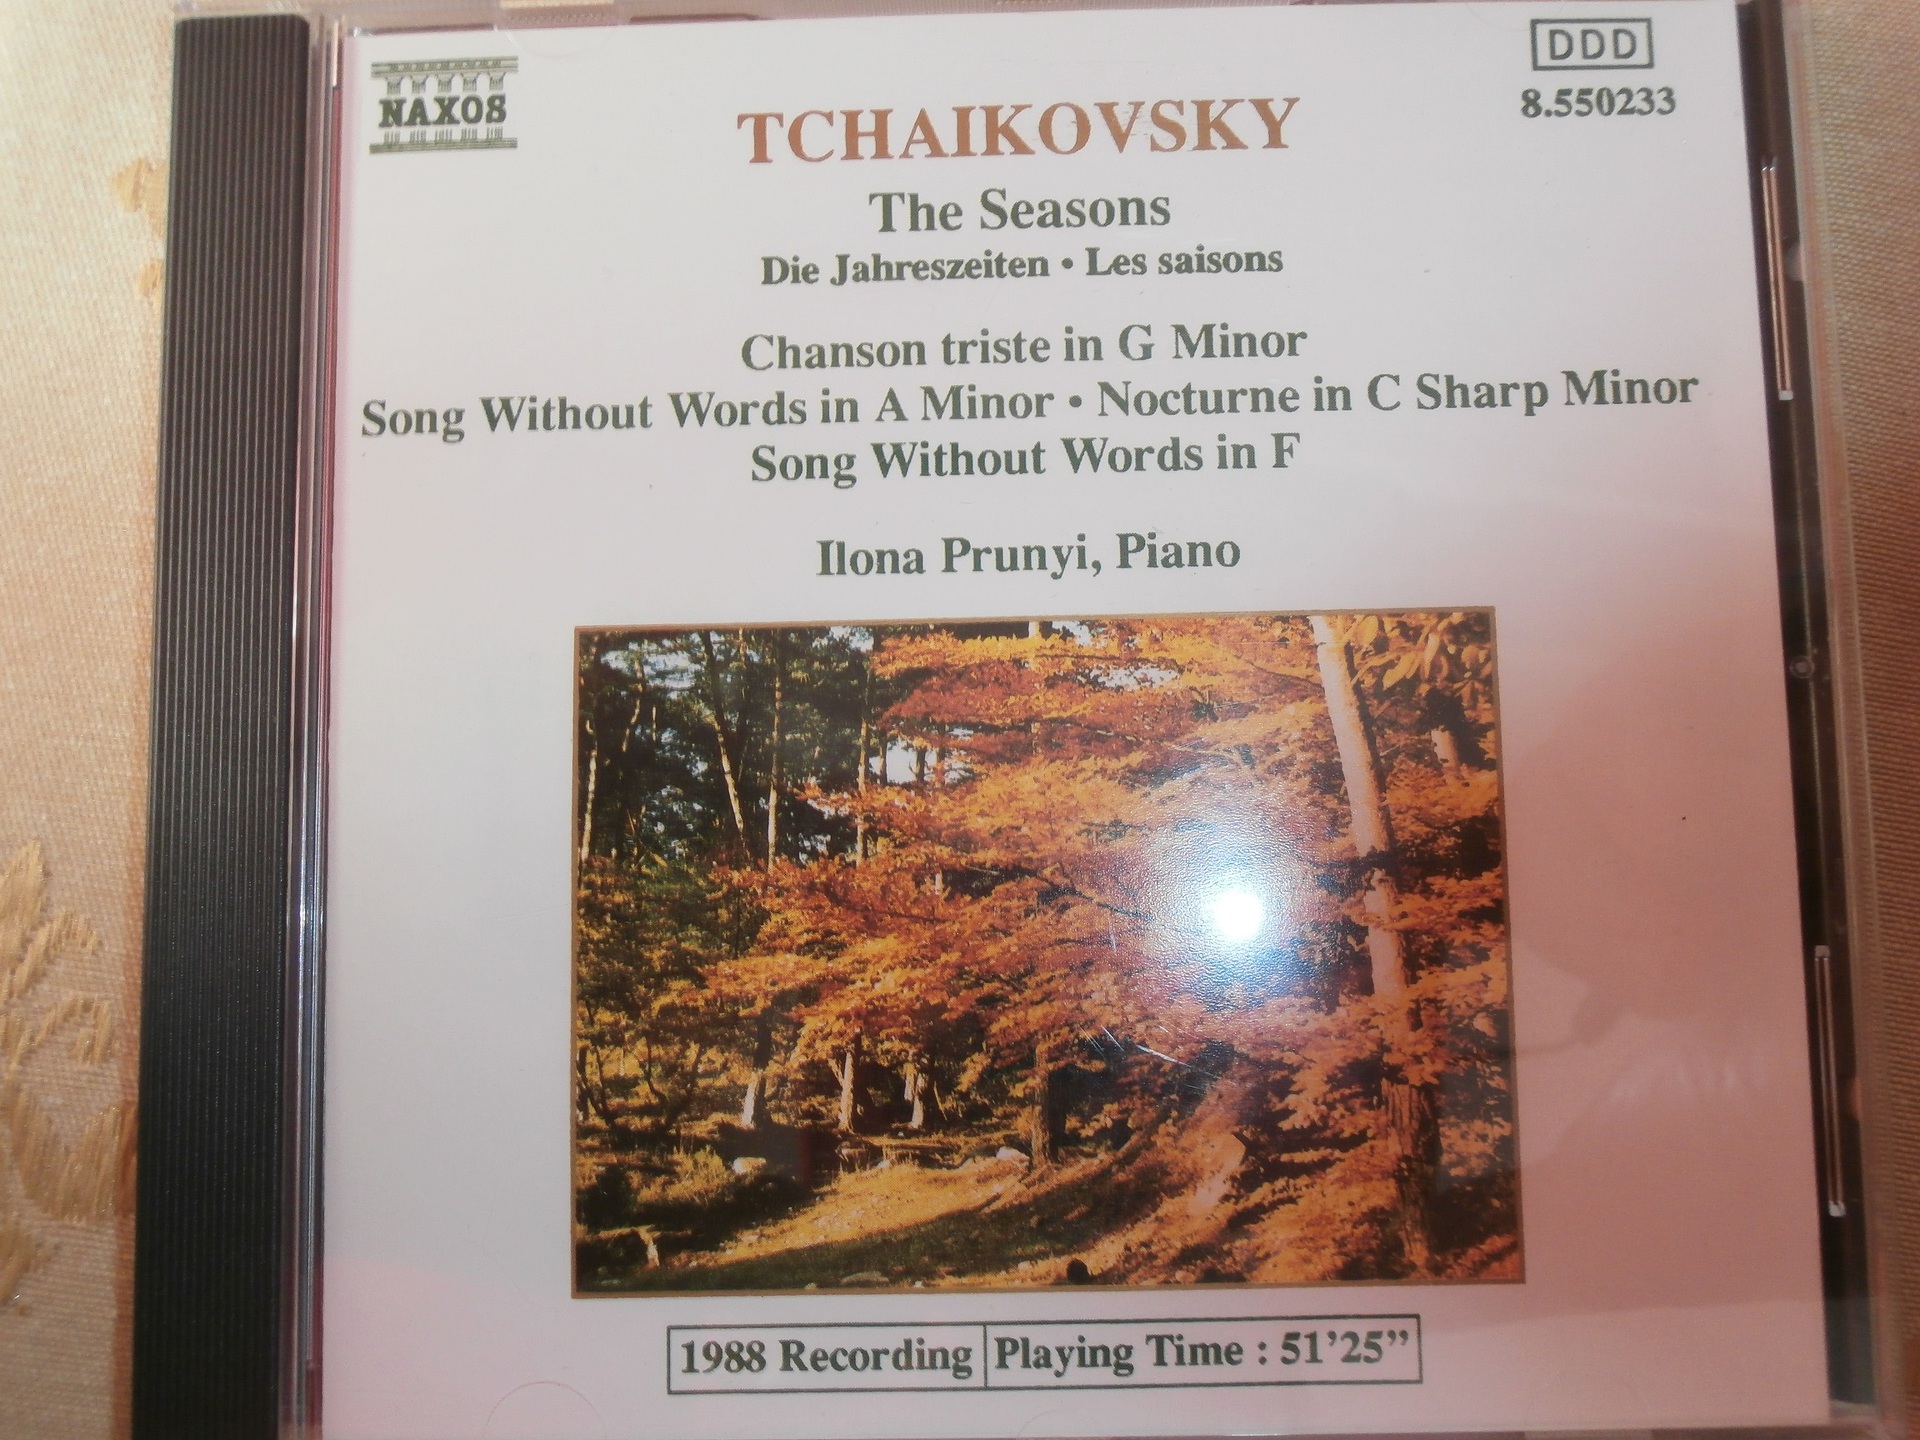 NAXOS
DDD
8.550233
TCHAIKOVSKY
The Seasons
Die Jahreszeiten • Les saisons
Chanson triste in G Minor
Song Without Words in A Minor • Nocturne in C Sharp Minor
Song Without Words in F
Ilona Prunyi, Piano
1988 Recording Playing Time : 51’25”